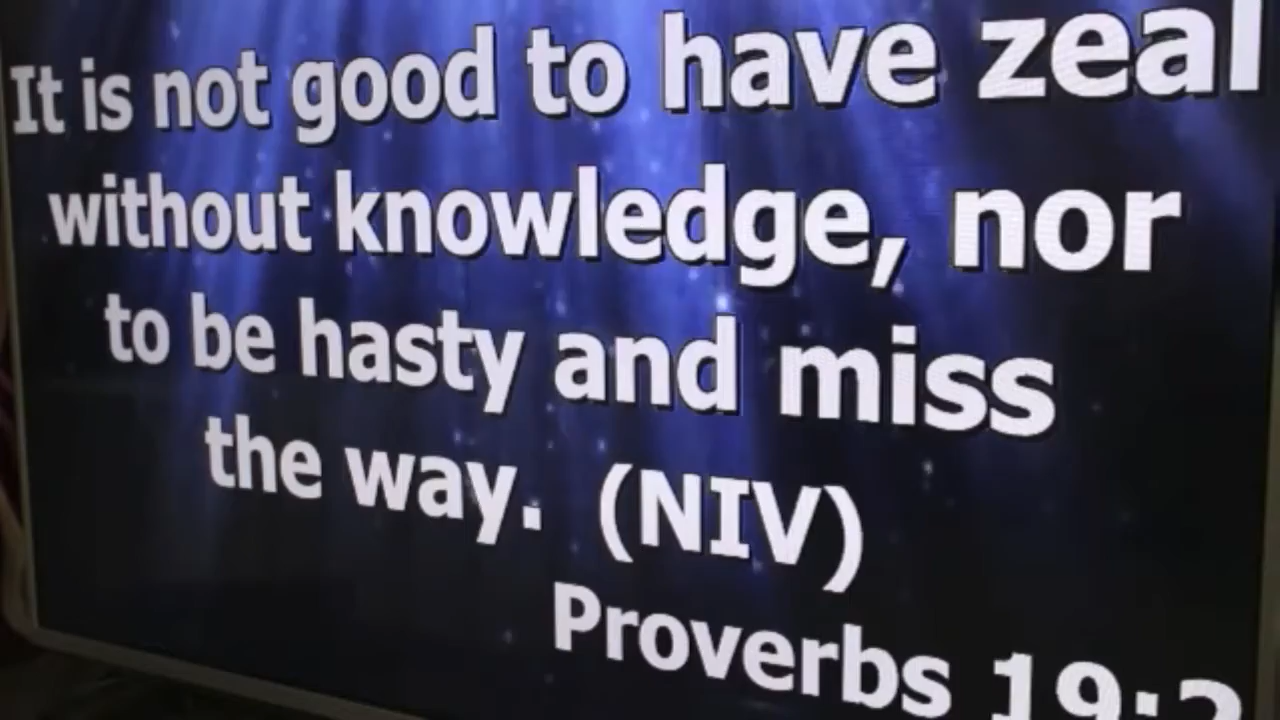 It is not good to have zeal
without knowledge, nor
to be hasty and miss
the way. (NIV)
Proverbs 19:2